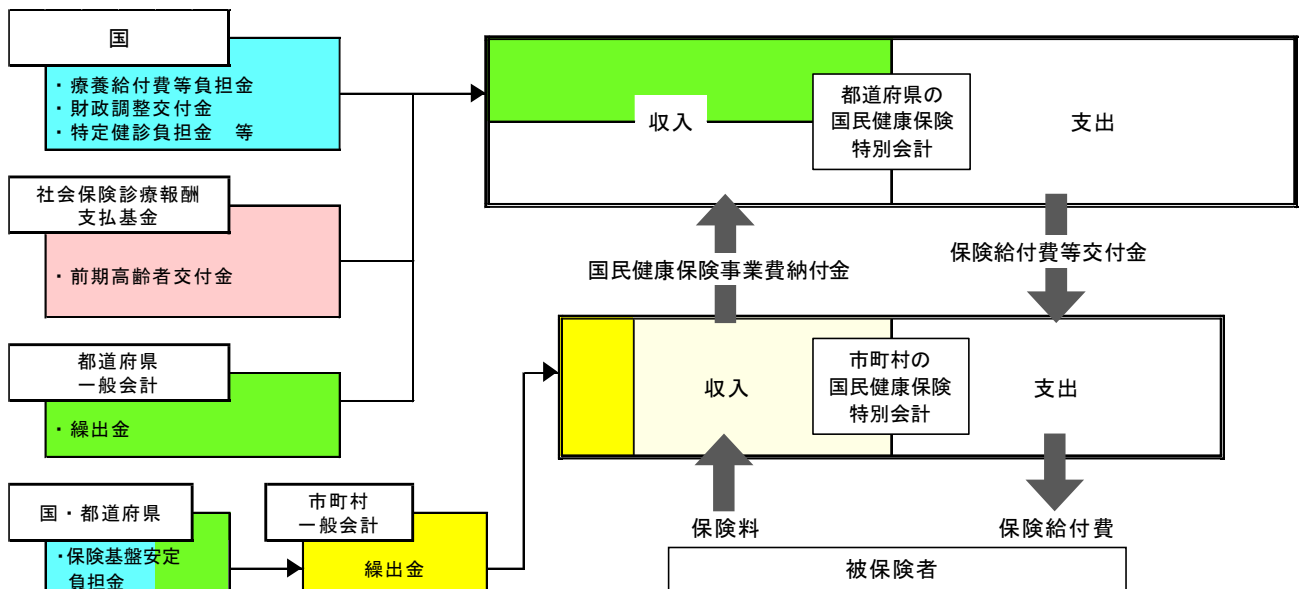 国
・療養給付費等負担金
・財政調整交付金
・特定健診負担金　等
社会保険診療報酬
支払基金
・前期高齢者交付金
都道府県
一般会計
・繰出金
国・都道府県
・保険基盤安定
負担金
市町村
一般会計
繰出金
収入
都道府県の
国民健康保険
特別会計
支出
国民健康保険事業費納付金
保険給付費等交付金
収入
市町村の
国民健康保険
特別会計
支出
保険料
保険給付費
被保険者